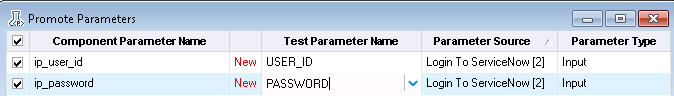 Promote Parameters
Component Parameter Name Test Parameter Name Parameter Source Parameter Type
ip_user_id New USER_ID Login To ServiceNow [2] Input
ip_password New PASSWORD Login To ServiceNow [2] Input